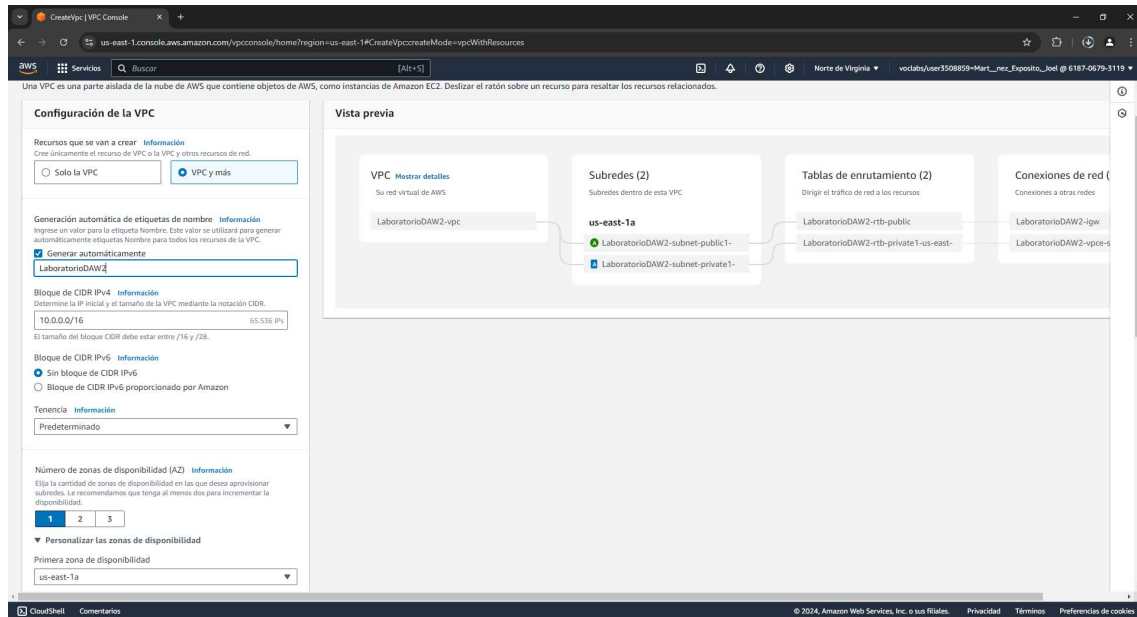 CreateVpc | VPC Console
us-east-1.console.aws.amazon.com/vpcconsole/home?region=us-east-1#CreateVpc:createMode=vpcWithResources
aws Servicios Buscar [Alt+S] Norte de Virginia voclabs/user3508859=Mart__nez_Exposito,_Joel @ 6187-0679-3119
Una VPC es una parte aislada de la nube de AWS que contiene objetos de AWS, como instancias de Amazon EC2. Deslizar el ratón sobre un recurso para resaltar los recursos relacionados.
Configuración de la VPC
Recursos que se van a crear Información
Cree únicamente el recurso de VPC o la VPC y otros recursos de red.
Solo la VPC
VPC y más
Generación automática de etiquetas de nombre Información
Ingrese un valor para la etiqueta Nombre. Este valor se utilizará para generar
automáticamente etiquetas Nombre para todos los recursos de la VPC.
Generar automáticamente
LaboratorioDAW2
Bloque de CIDR IPv4 Información
Determine la IP inicial y el tamaño de la VPC mediante la notación CIDR.
10.0.0.0/16 65.536 IPs
El tamaño del bloque CIDR debe estar entre /16 y /28.
Bloque de CIDR IPv6 Información
Sin bloque de CIDR IPv6
Bloque de CIDR IPv6 proporcionado por Amazon
Tenencia Información
Predeterminado
Número de zonas de disponibilidad (AZ) Información
Elija la cantidad de zonas de disponibilidad en las que desea aprovisionar
subredes. Le recomendamos que tenga al menos dos para incrementar la
disponibilidad.
1 2 3
Personalizar las zonas de disponibilidad
Primera zona de disponibilidad
us-east-1a
Vista previa
VPC Mostrar detalles
Su red virtual de AWS
LaboratorioDAW2-vpc
Subredes (2)
Subredes dentro de esta VPC
us-east-1a
A LaboratorioDAW2-subnet-public1-
A LaboratorioDAW2-subnet-private1-
Tablas de enrutamiento (2)
Dirigir el tráfico de red a los recursos
LaboratorioDAW2-rtb-public
LaboratorioDAW2-rtb-private1-us-east-
Conexiones de red (
Conexiones a otras redes
LaboratorioDAW2-igw
LaboratorioDAW2-vpce-s
CloudShell Comentarios © 2024, Amazon Web Services, Inc. o sus filiales. Privacidad Términos Preferencias de cookies